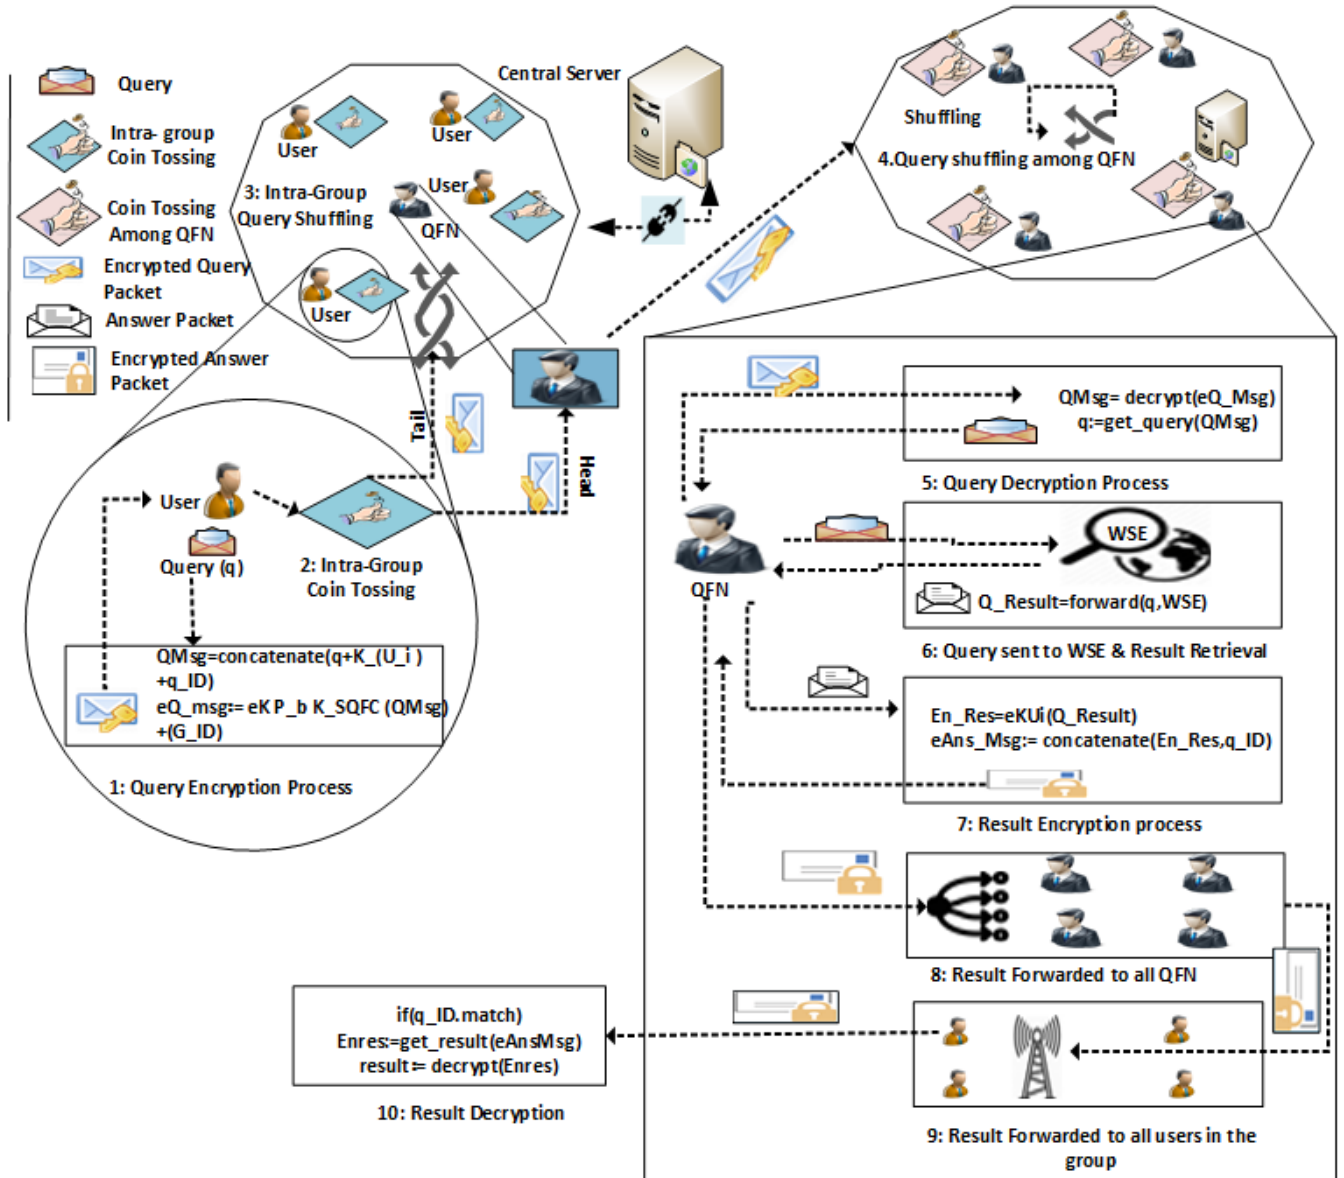 Query
Intra- group
Coin Tossing
Coin Tossing
Among QFN
Encrypted Query
Packet
Answer Packet
Encrypted Answer
Packet
User
User
3: Intra-Group
Query Shuffling
User
QFN
User
Central Server
Shuffling
4.Query shuffling among QFN
Tail
Head
User
Query (q)
2: Intra-Group
Coin Tossing
QMsg=concatenate(q+K_(U_i )
+q_ID)
eQ_msg:= eK P_b K_SQFC (QMsg)
+(G_ID)
1: Query Encryption Process
QMsg= decrypt(eQ_Msg)
q:=get_query(QMsg)
5: Query Decryption Process
QFN
WSE
Q_Result=forward(q,WSE)
6: Query sent to WSE & Result Retrieval
En_Res=eKUi(Q_Result)
eAns_Msg:= concatenate(En_Res,q_ID)
7: Result Encryption process
8: Result Forwarded to all QFN
9: Result Forwarded to all users in the
group
if(q_ID.match)
Enres:=get_result(eAnsMsg)
result:= decrypt(Enres)
10: Result Decryption